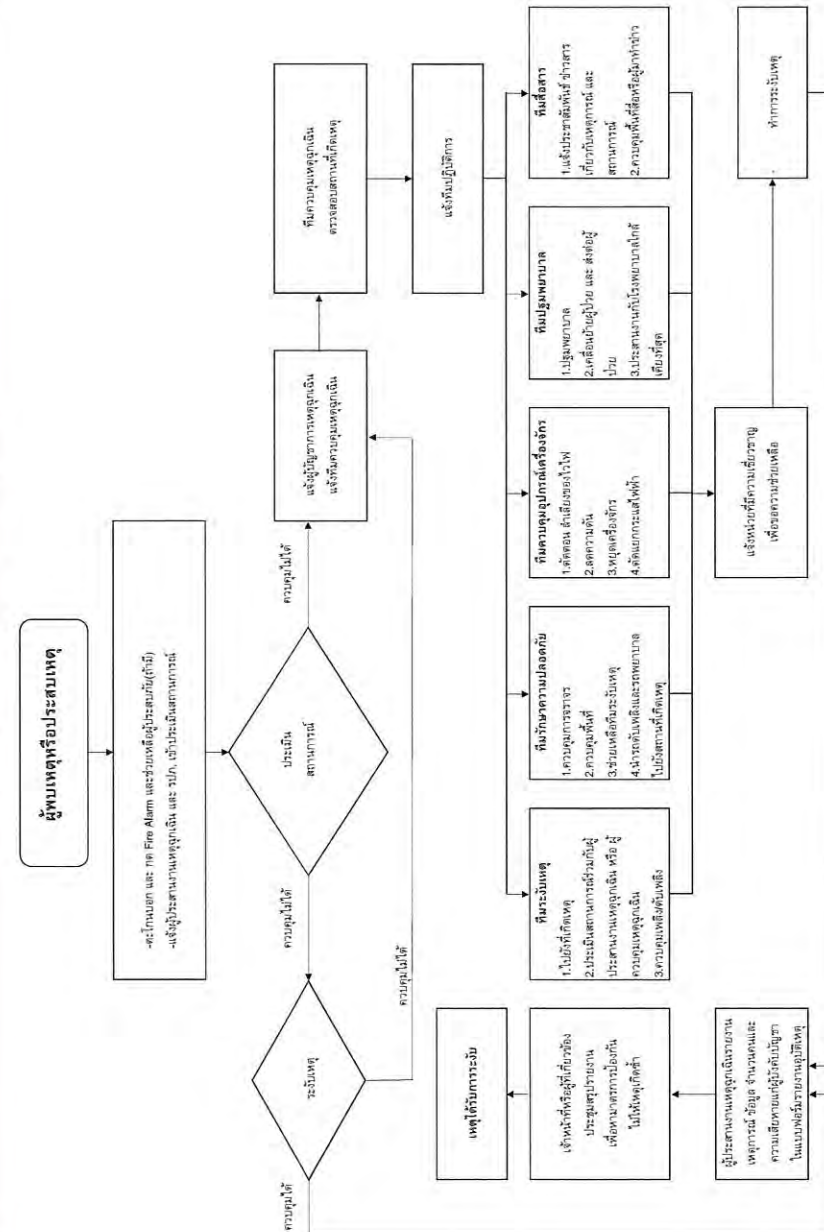 ผู้พบเหตุหรือประสบเหตุ
-ตะโกนบอก และ กด Fire Alarm และช่วยเหลือผู้ประสบภัย((ถ้ามี)
-แจ้งผู้ประสานงานเหตุฉุกเฉิน และ รปภ. เข้าประเมินสถานการณ์
ประเมิน
สถานการณ์
ควบคุมไม่ได้
ควบคุมไม่ได้
ระงับเหตุ
ควบคุมได้
ควบคุมไม่ได้
แจ้งผู้บัญชาการเหตุฉุกเฉิน
แจ้งทีมควบคุมเหตุฉุกเฉิน
ทีมควบคุมเหตุฉุกเฉิน
ตรวจสอบสถานที่เกิดเหตุ
แจ้งทีมปฏิบัติการ
ทีมระงับเหตุ
1.ไปยังที่เกิดเหตุ
2.ประเมินสถานการณ์ร่วมกับผู้
ประสานงานเหตุฉุกเฉิน หรือ ผู้
ควบคุมเหตุฉุกเฉิน
3.ควบคุมเพลิง/ดับเพลิง
ทีมรักษาความปลอดภัย
1.ควบคุมการจราจร
2.ควบคุมพื้นที่
3.ช่วยเหลือทีมระงับเหตุ
4.นำรถดับเพลิงและรถพยาบาล
ไปยังสถานที่เกิดเหตุ
ทีมควบคุมอุปกรณ์เครื่องจักร
1.ตัดตอน ลำเลียงของไวไฟ
2.ลดความดัน
3.หยุดเครื่องจักร
4.ตัดแยกกระแสไฟฟ้า
ทีมปฐมพยาบาล
1.ปฐมพยาบาล
2.เคลื่อนย้ายผู้ป่วย และ ส่งต่อผู้
ป่วย
3.ประสานงานกับโรงพยาบาลใกล้
เคียงที่สุด
ทีมสื่อสาร
1.แจ้งประชาสัมพันธ์ ข่าวสาร
เกี่ยวกับเหตุการณ์ และ
สถานการณ์
2.ควบคุมพื้นที่สื่อหรือผู้มาทำข่าว
แจ้งหน่วยที่มีความเชี่ยวชาญ
เพื่อขอความช่วยเหลือ
ทำการระงับเหตุ
ผู้ประสานงานเหตุฉุกเฉินรายงาน
เหตุการณ์ ข้อมูล จำนวนคนและ
ความเสียหายแก่ผู้บังคับบัญชา
ในแบบฟอร์มรายงานอุบัติเหตุ
เจ้าหน้าที่หรือผู้ที่เกี่ยวข้อง
ประชุมสรุปรายงาน
เพื่อหามาตรการป้องกัน
ไม่ให้เหตุเกิดซ้ำ
เหตุได้รับการระงับ